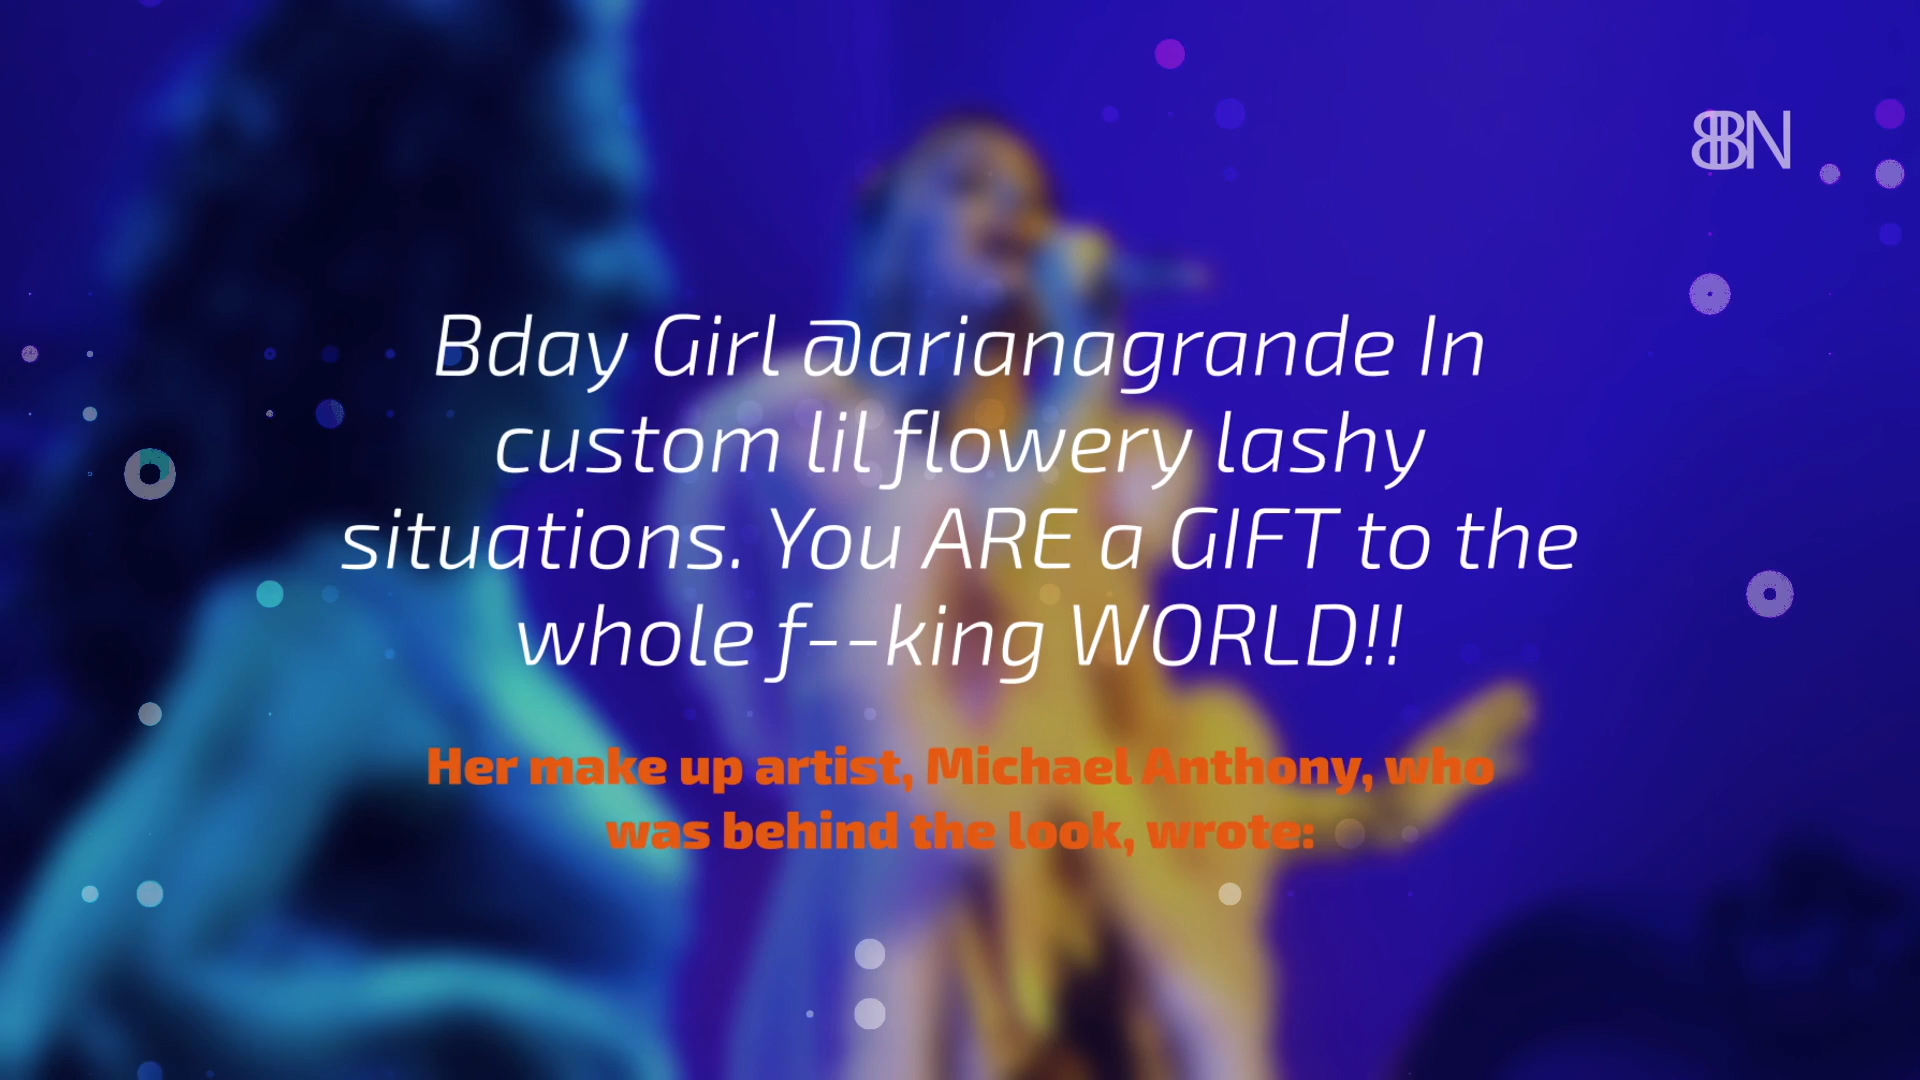 BBN
Bday Girl @arianagrande In
custom lil flowery lashy
situations. You ARE a GIFT to the
whole f--king WORLD!!
Her make up artist, Michael Anthony, who
was behind the look, wrote: